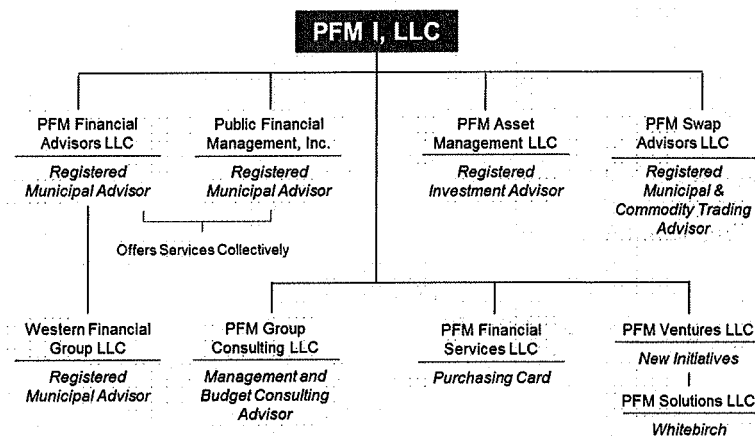 PFM I, LLC
PFM Financial
Advisors LLC
Registered
Municipal Advisor
Public Financial
Management, Inc.
Registered
Municipal Advisor
Offers Services Collectively
PFM Asset
Management LLC
Registered
Investment Advisor
PFM Swap
Advisors LLC
Registered
Municipal &
Commodity Trading
Advisor
Western Financial
Group LLC
Registered
Municipal Advisor
PFM Group
Consulting LLC
Management and
Budget Consulting
Advisor
PFM Financial
Services LLC
Purchasing Card
PFM Ventures LLC
New Initiatives
PFM Solutions LLC
Whitebirch